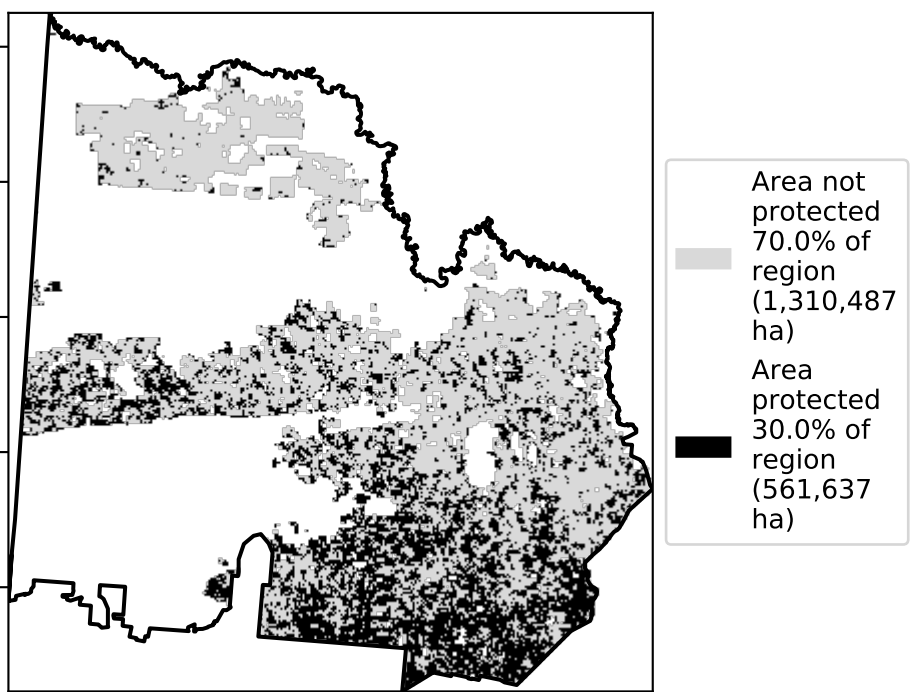 Area not
protected
70.0% of
region
(1,310,487
ha)
Area
protected
30.0% of
region
(561,637
ha)